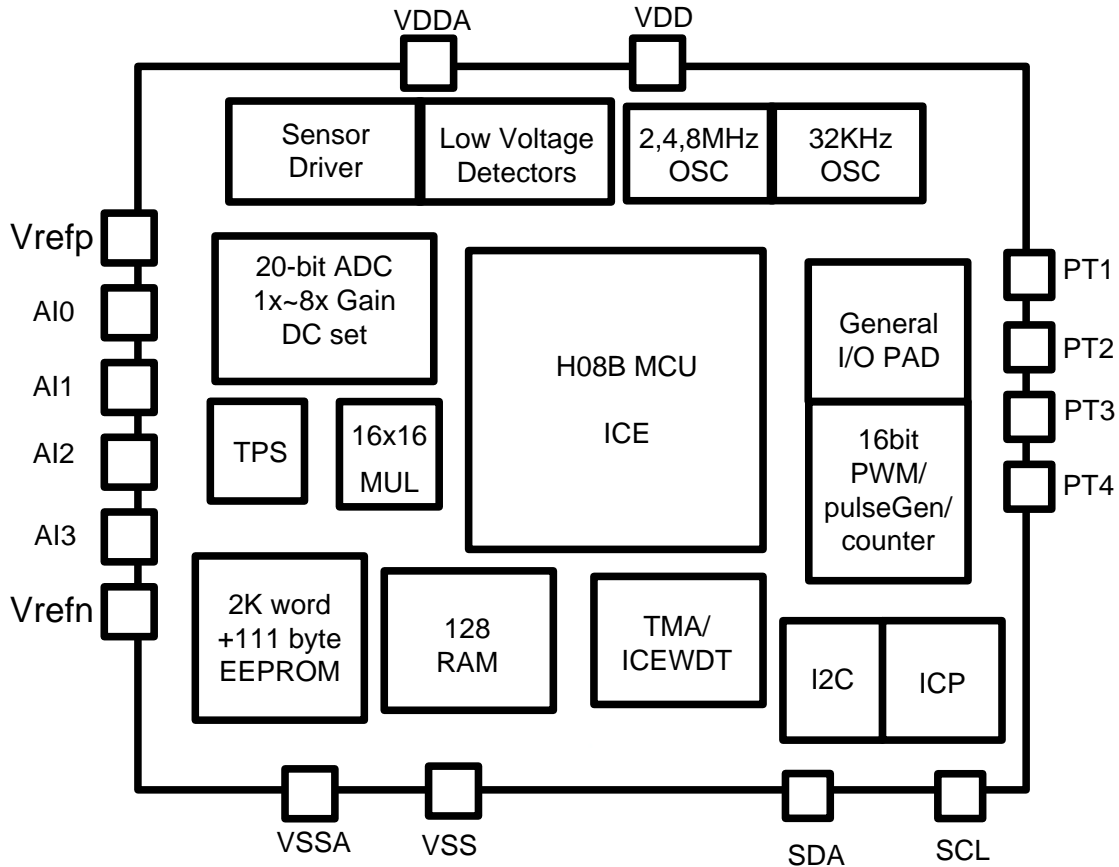 VDDA
VDD
Sensor
Driver
Low Voltage
Detectors
2,4,8MHz
OSC
32KHz
OSC
Vrefp
AI0
AI1
AI2
AI3
Vrefn
20-bit ADC
1x~8x Gain
DC set
TPS
16x16
MUL
H08B MCU
ICE
General
I/O PAD
16bit
PWM/
pulseGen/
counter
PT1
PT2
PT3
PT4
2K word
+111 byte
EEPROM
128
RAM
TMA/
ICEWDT
I2C
ICP
VSSA
VSS
SDA
SCL